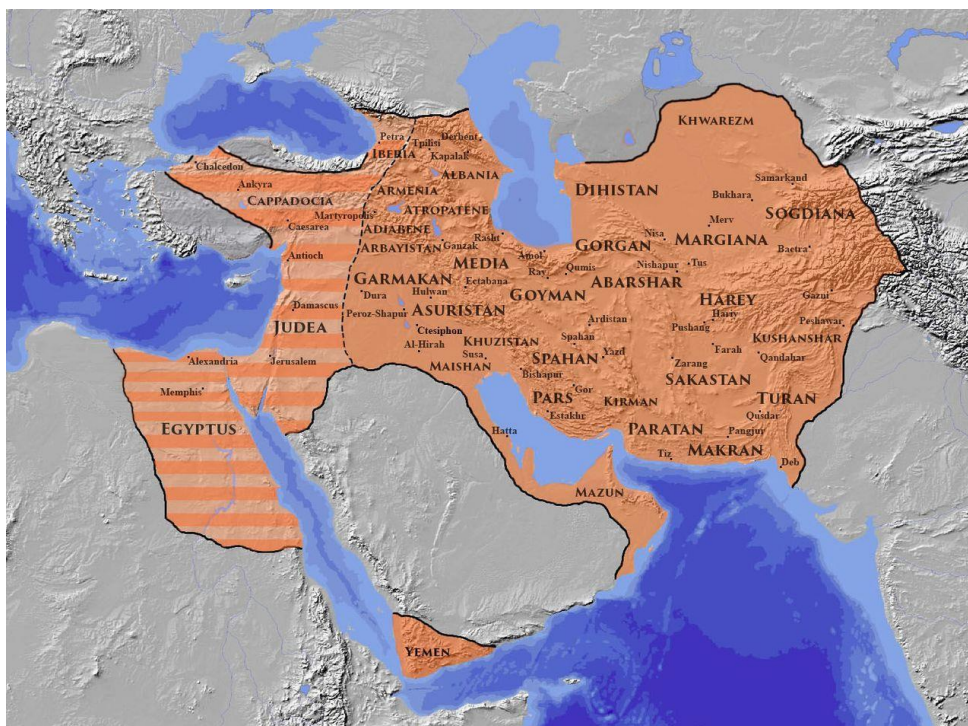 KHWAREZM
Petra
Tpilisi
Derbent
IBERIA
Kapalak
Chalcedon
ALBANIA
Samarkand
Ankyra
ARMENIA
DIHISTAN
Bukhara
CAPPADOCIA
Martyropolis
ATROPATENE
SOGDIANA
Caesarea
ADIABENE
Merv
Rasht
Nisa
MARGIANA
ARBAYISTAN
Ganzak
GORGAN
Bactra
Antioch
MEDIA
Amol
Ray
Qumis
Nishapur
Tus
GARMAKAN
Ectabana
ABARSHAR
Dura
Hulwan
GOYMAN
Gazni
Damascus
HAREY
Peroz-Shapur
ASURISTAN
Harey
JUDEA
Ctesiphon
Ardistan
Pushang
Peshawar
KHUZISTAN
Spahan
KUSHANSHAR
Al-Hirah
Farah
Alexandria
Jerusalem
Susa
SPAHAN
Yazd
Qandahar
MAISHAN
Zarang
Bishapur
SAKASTAN
Memphis
Gor
PARS
KIRMAN
TURAN
Estakhr
Qusdar
EGYPTUS
Hatta
PARATAN
Pangjur
Tiz
MAKRAN
Deb
MAZUN
YEMEN